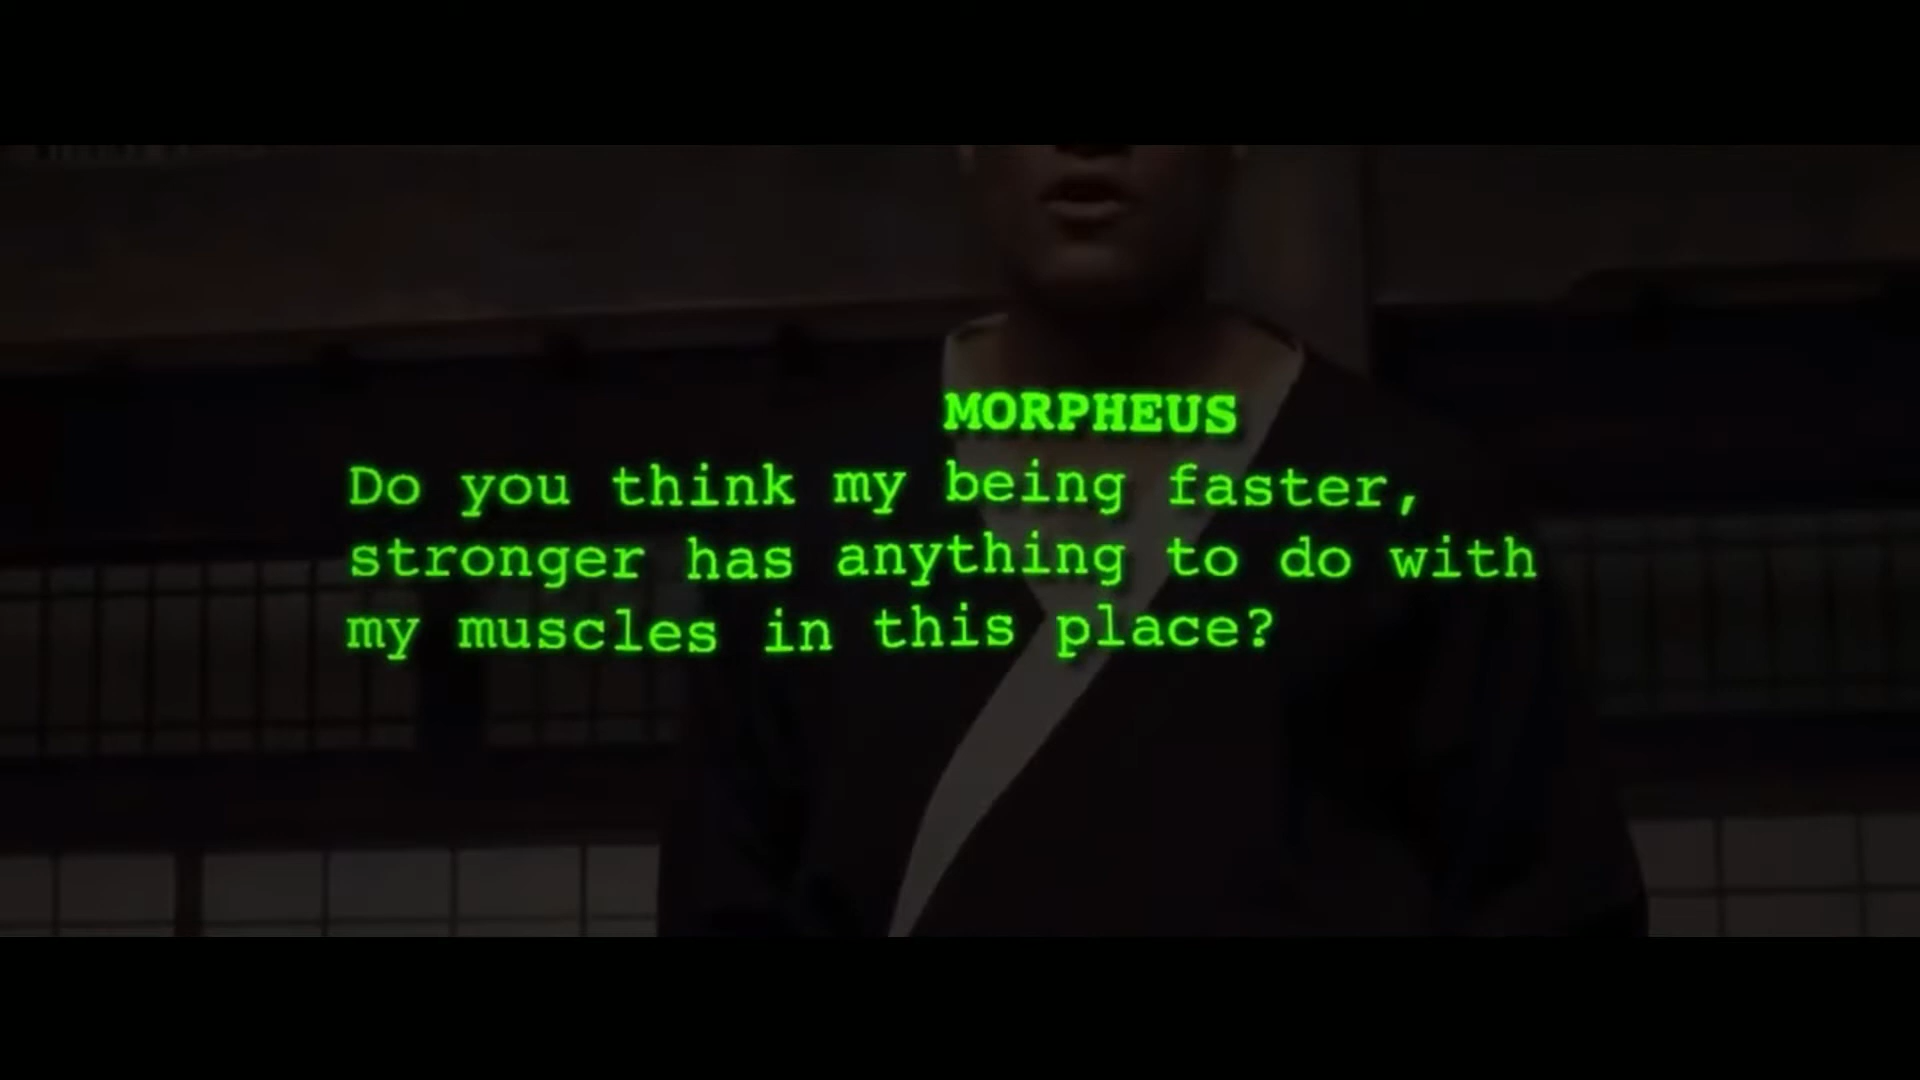 MORPHEUS
Do you think my being faster,
stronger has anything to do with
my muscles in this place?